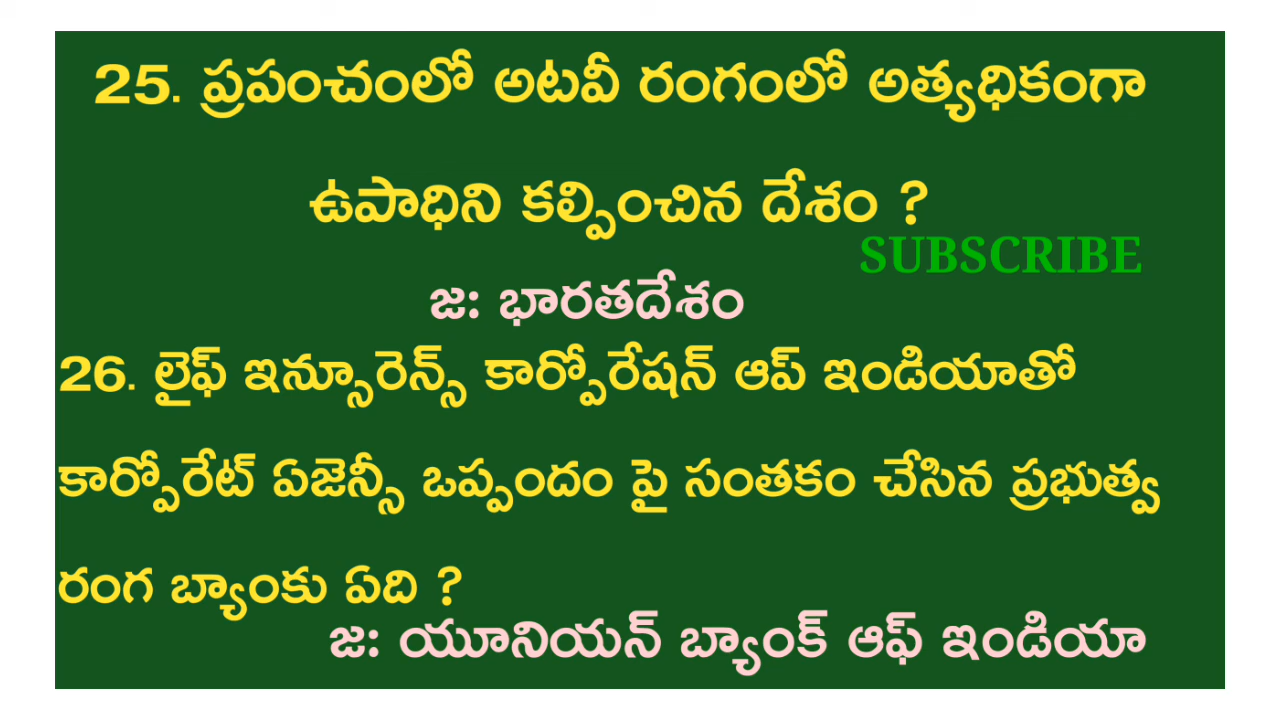 25. ప్రపంచంలో అటవీ రంగంలో అత్యధికంగా
ఉపాధిని కల్పించిన దేశం ?
SUBSCRIBE
జ: భారతదేశం
26. లైఫ్ ఇన్సూరెన్స్ కార్పోరేషన్ ఆప్ ఇండియాతో
కార్పోరేట్ ఏజెన్సీ ఒప్పందం పై సంతకం చేసిన ప్రభుత్వ
రంగ బ్యాంకు ఏది ?
జ: యూనియన్ బ్యాంక్ ఆఫ్ ఇండియా